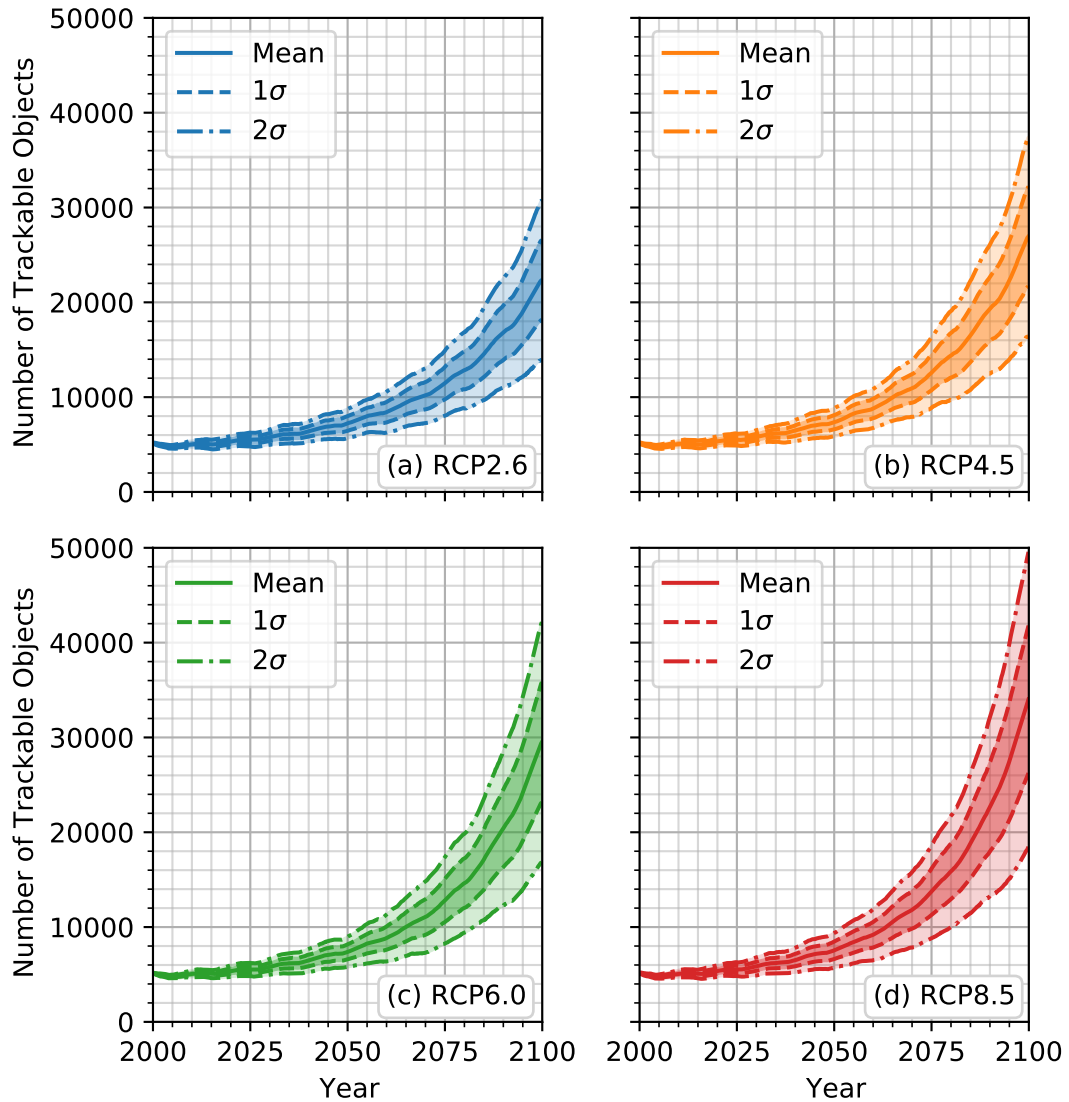 50000
40000
30000
20000
10000
0
Number of Trackable Objects
Mean
1σ
2σ
(a) RCP2.6
Mean
1σ
2σ
(b) RCP4.5
50000
40000
30000
20000
10000
0
Number of Trackable Objects
Mean
1σ
2σ
(c) RCP6.0
2000 2025 2050 2075 2100
Year
Mean
1σ
2σ
(d) RCP8.5
2000 2025 2050 2075 2100
Year